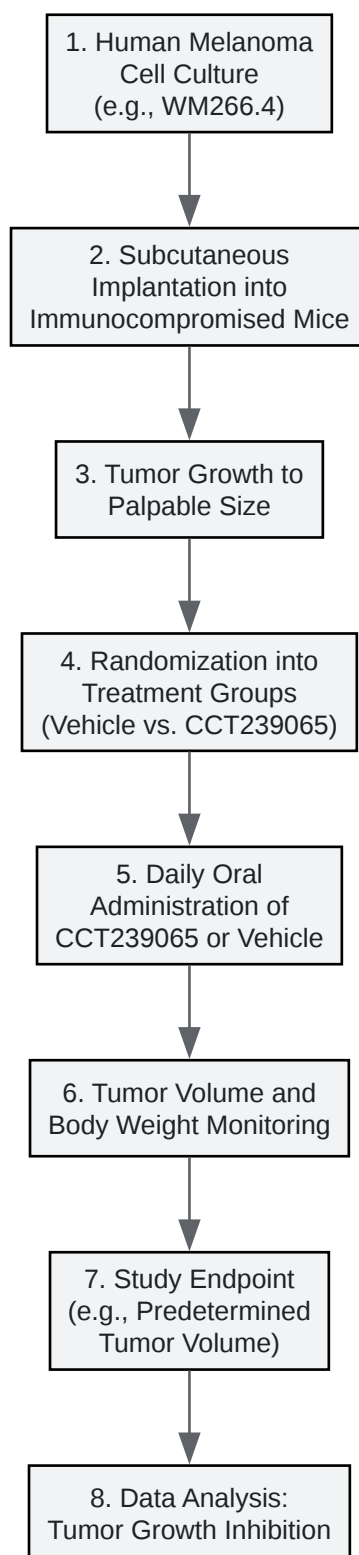 1. Human Melanoma
Cell Culture
(e.g., WM266.4)
2. Subcutaneous
Implantation into
Immunocompromised Mice
3. Tumor Growth to
Palpable Size
4. Randomization into
Treatment Groups
(Vehicle vs. CCT239065)
5. Daily Oral
Administration of
CCT239065 or Vehicle
6. Tumor Volume and
Body Weight Monitoring
7. Study Endpoint
(e.g., Predetermined
Tumor Volume)
8. Data Analysis:
Tumor Growth Inhibition